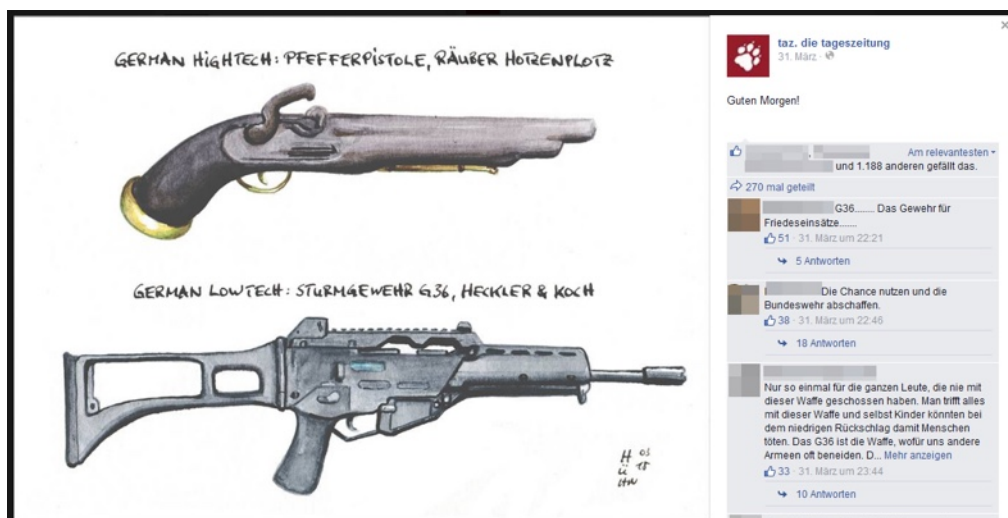 GERMAN HIGHTECH: PFEFFERPISTOLE, RÄUBER HOTZENPLOTZ
GERMAN LOWTECH: STURMGEWEHR G36, HECKLER & KOCH
taz. die tageszeitung
31. März ·
Guten Morgen!
Am relevantesten
und 1.188 anderen gefällt das.
270 mal geteilt
G36....... Das Gewehr für
Friedeseinsätze.......
51 · 31. März um 22:21
5 Antworten
Die Chance nutzen und die
Bundeswehr abschaffen.
38 · 31. März um 22:46
18 Antworten
Nur so einmal für die ganzen Leute, die nie mit
dieser Waffe geschossen haben. Man trifft alles
mit dieser Waffe und selbst Kinder könnten bei
dem niedrigen Rückschlag damit Menschen
töten. Das G36 ist die Waffe, wofür uns andere
Armeen oft beneiden. D... Mehr anzeigen
33 · 31. März um 23:44
10 Antworten